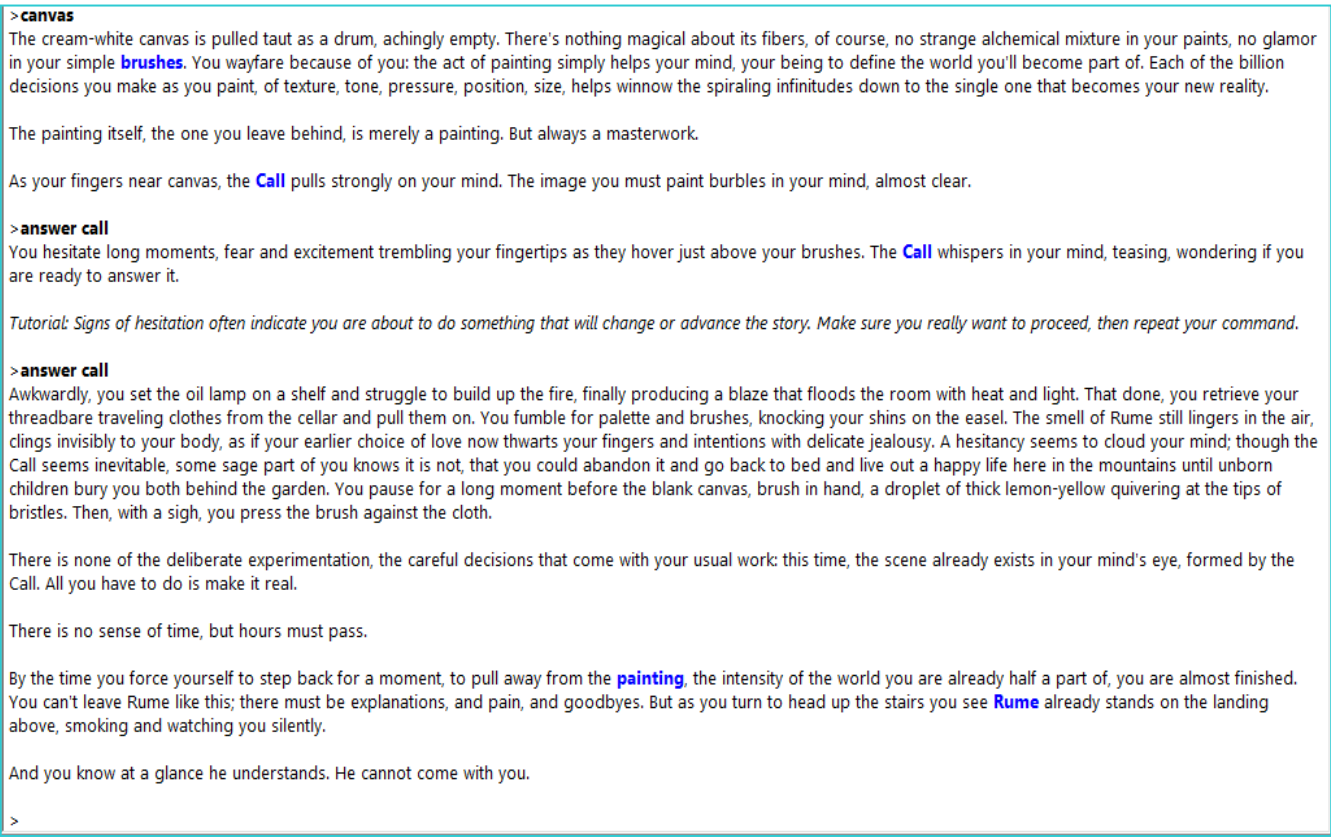 >canvas
The cream-white canvas is pulled taut as a drum, achingly empty. There's nothing magical about its fibers, of course, no strange alchemical mixture in your paints, no glamor
in your simple brushes. You wayfare because of you: the act of painting simply helps your mind, your being to define the world you'll become part of. Each of the billion
decisions you make as you paint, of texture, tone, pressure, position, size, helps winnow the spiraling infinitudes down to the single one that becomes your new reality.
The painting itself, the one you leave behind, is merely a painting. But always a masterwork.
As your fingers near canvas, the Call pulls strongly on your mind. The image you must paint burbles in your mind, almost clear.
>answer call
You hesitate long moments, fear and excitement trembling your fingertips as they hover just above your brushes. The Call whispers in your mind, teasing, wondering if you
are ready to answer it.
Tutorial: Signs of hesitation often indicate you are about to do something that will change or advance the story. Make sure you really want to proceed, then repeat your command.
>answer call
Awkwardly, you set the oil lamp on a shelf and struggle to build up the fire, finally producing a blaze that floods the room with heat and light. That done, you retrieve your
threadbare traveling clothes from the cellar and pull them on. You fumble for palette and brushes, knocking your shins on the easel. The smell of Rume still lingers in the air,
clings invisibly to your body, as if your earlier choice of love now thwarts your fingers and intentions with delicate jealousy. A hesitancy seems to cloud your mind; though the
Call seems inevitable, some sage part of you knows it is not, that you could abandon it and go back to bed and live out a happy life here in the mountains until unborn
children bury you both behind the garden. You pause for a long moment before the blank canvas, brush in hand, a droplet of thick lemon-yellow quivering at the tips of
bristles. Then, with a sigh, you press the brush against the cloth.
There is none of the deliberate experimentation, the careful decisions that come with your usual work: this time, the scene already exists in your mind's eye, formed by the
Call. All you have to do is make it real.
There is no sense of time, but hours must pass.
By the time you force yourself to step back for a moment, to pull away from the painting, the intensity of the world you are already half a part of, you are almost finished.
You can't leave Rume like this; there must be explanations, and pain, and goodbyes. But as you turn to head up the stairs you see Rume already stands on the landing
above, smoking and watching you silently.
And you know at a glance he understands. He cannot come with you.
>